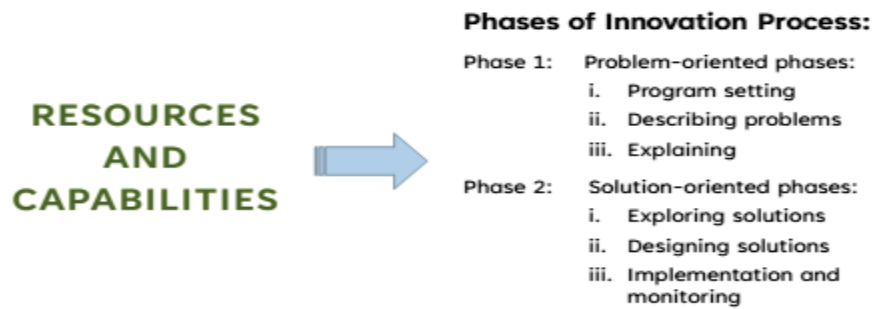 RESOURCES
AND
CAPABILITIES
Phases of Innovation Process:
Phase 1: Problem-oriented phases:
i. Program setting
ii. Describing problems
iii. Explaining
Phase 2: Solution-oriented phases:
i. Exploring solutions
ii. Designing solutions
iii. Implementation and
monitoring